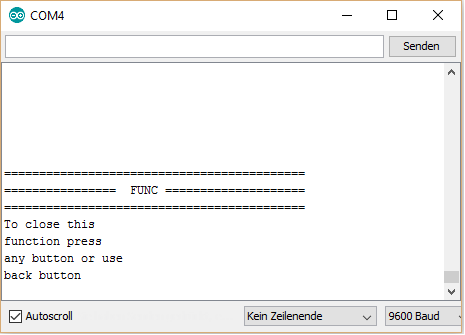 COM4
Senden
===========================================
================  FUNC ====================
===========================================
To close this
function press
any button or use
back button
Autoscroll
Kein Zeilenende
9600 Baud